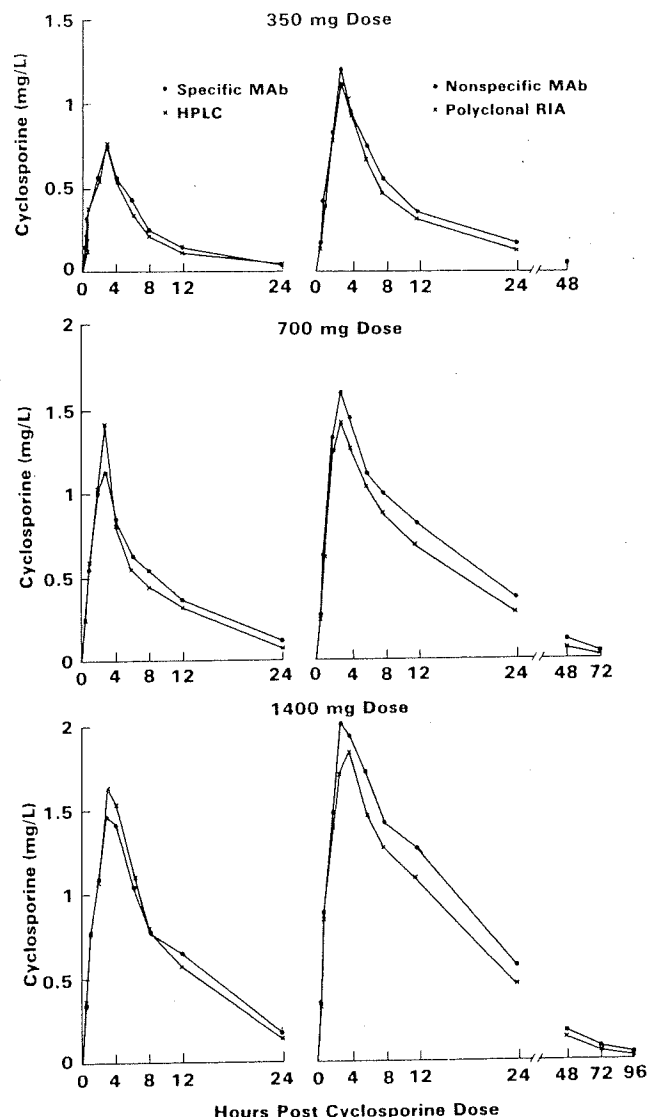 350 mg Dose
Cyclosporine (mg/L)
1.5
1
0.5
0
• Specific MAb
× HPLC
• Nonspecific MAb
× Polyclonal RIA
0 4 8 12 24
0 4 8 12 24 48
700 mg Dose
Cyclosporine (mg/L)
2
1.5
1
0.5
0
0 4 8 12 24
0 4 8 12 24 48 72
1400 mg Dose
Cyclosporine (mg/L)
2
1.5
1
0.5
0
0 4 8 12 24
0 4 8 12 24 48 72 96
Hours Post Cyclosporine Dose